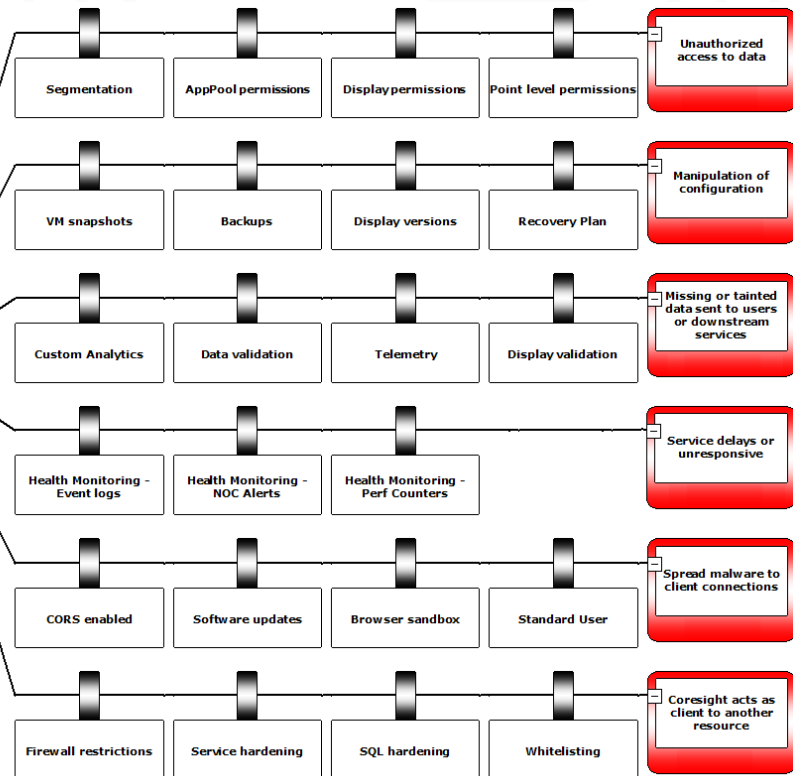 Unauthorized
access to data
Segmentation
AppPool permissions
Display permissions
Point level permissions
Manipulation of
configuration
VM snapshots
Backups
Display versions
Recovery Plan
Missing or tainted
data sent to users
or downstream
services
Custom Analytics
Data validation
Telemetry
Display validation
Service delays or
unresponsive
Health Monitoring -
Event logs
Health Monitoring -
NOC Alerts
Health Monitoring -
Perf Counters
Spread malware to
client connections
CORS enabled
Software updates
Browser sandbox
Standard User
Coresight acts as
client to another
resource
Firewall restrictions
Service hardening
SQL hardening
Whitelisting